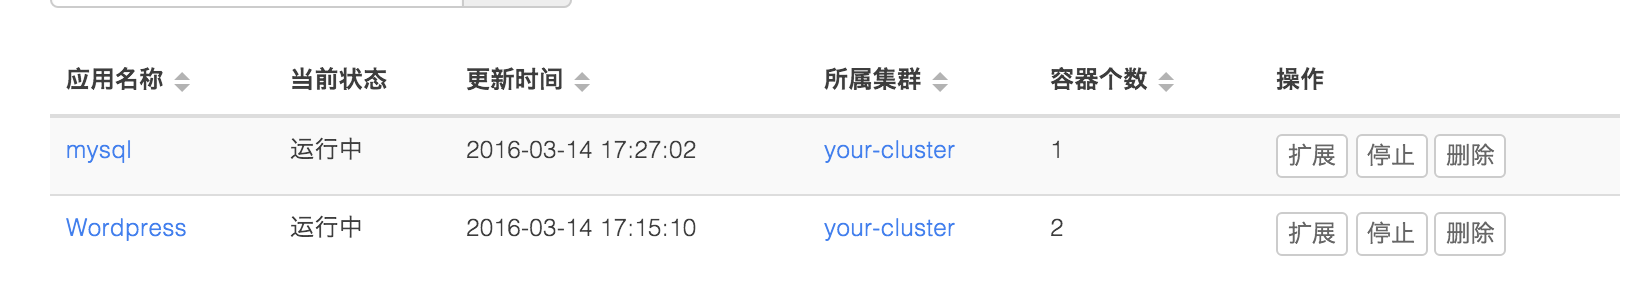 应用名称 当前状态 更新时间 所属集群 容器个数 操作
mysql 运行中 2016-03-14 17:27:02 your-cluster 1 扩展 停止 删除
Wordpress 运行中 2016-03-14 17:15:10 your-cluster 2 扩展 停止 删除